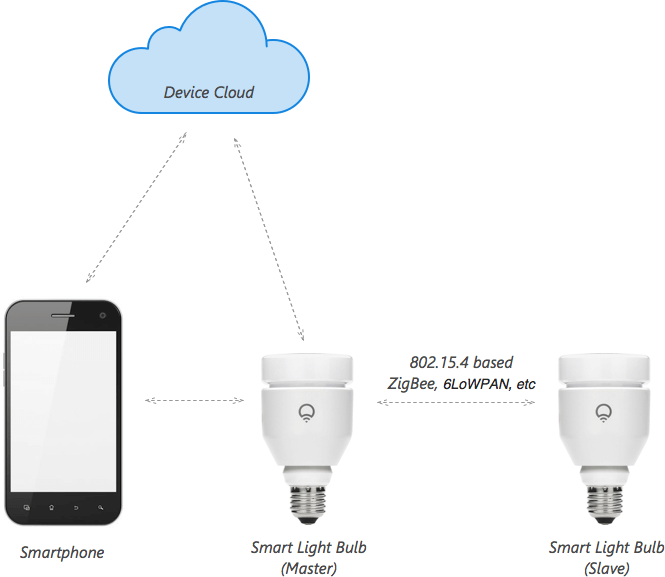 Device Cloud
802.15.4 based
ZigBee, 6LoWPAN, etc
Smartphone
Smart Light Bulb
(Master)
Smart Light Bulb
(Slave)